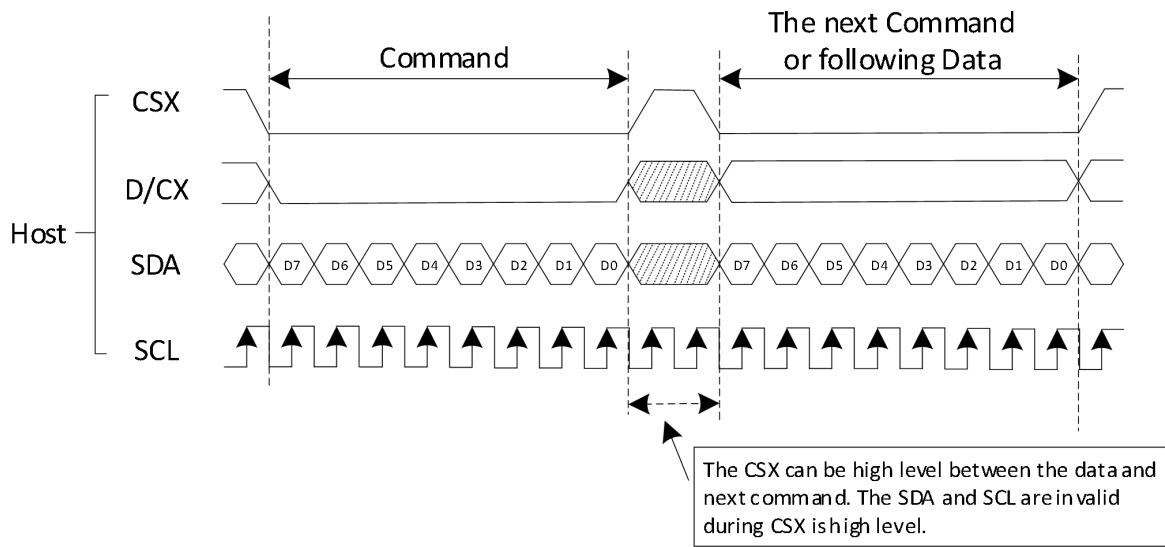 The next Command
or following Data
Command
CSX
D/CX
Host
SDA
D7 D6 D5 D4 D3 D2 D1 D0 D7 D6 D5 D4 D3 D2 D1 D0
SCL
The CSX can be high level between the data and
next command. The SDA and SCL are invalid
during CSX is high level.